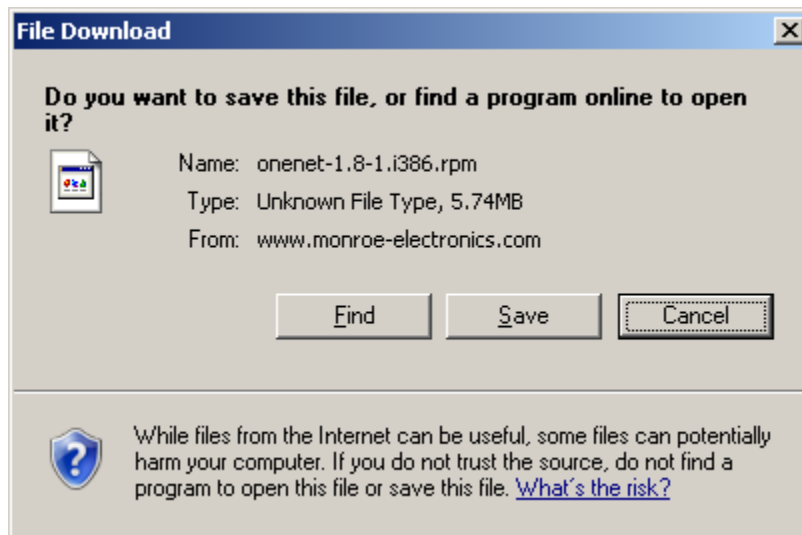 File Download
Do you want to save this file, or find a program online to open
it?
Name: onenet-1.8-1.i386.rpm
Type: Unknown File Type, 5.74MB
From: www.monroe-electronics.com
Find
Save
Cancel
While files from the Internet can be useful, some files can potentially
harm your computer. If you do not trust the source, do not find a
program to open this file or save this file. What's the risk?